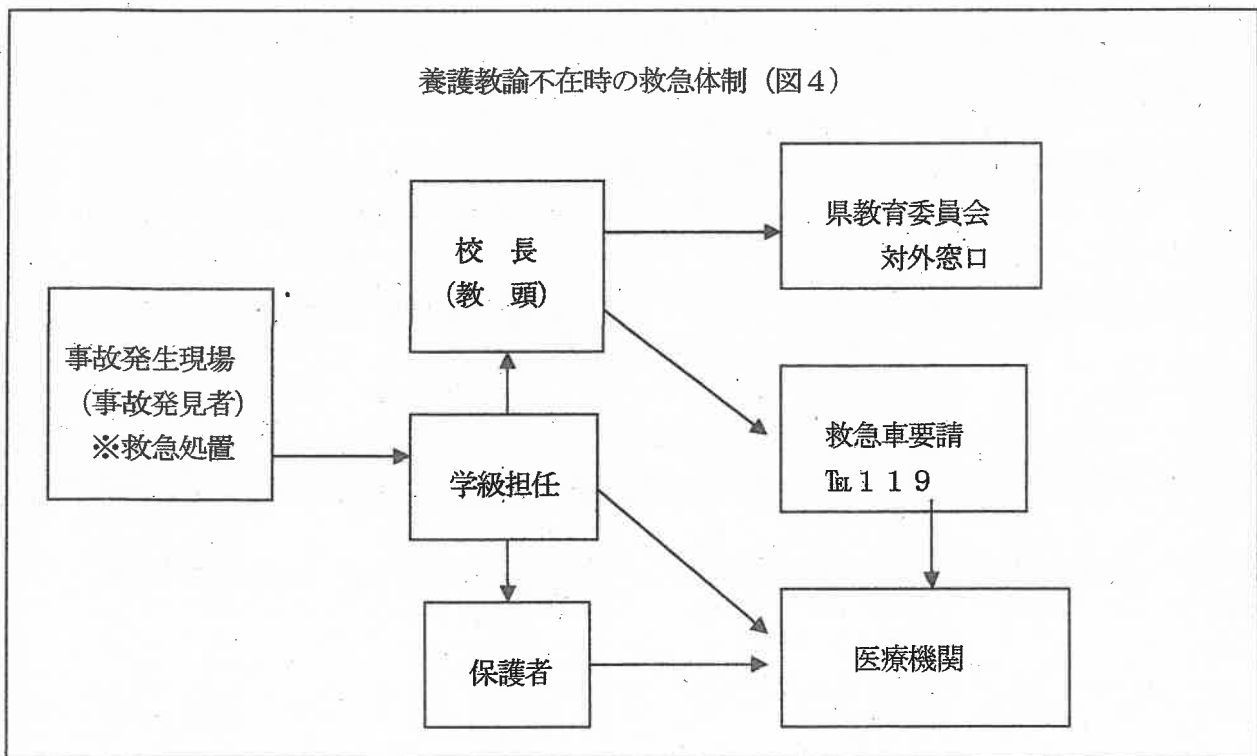 養護教論不在時の救急体制（図４）
県教育委員会
対外窓口
校　長
（教　頭）
事故発生現場
（事故発見者）
※救急処置
救急車要請
℡１１９
学級担任
保護者
医療機関